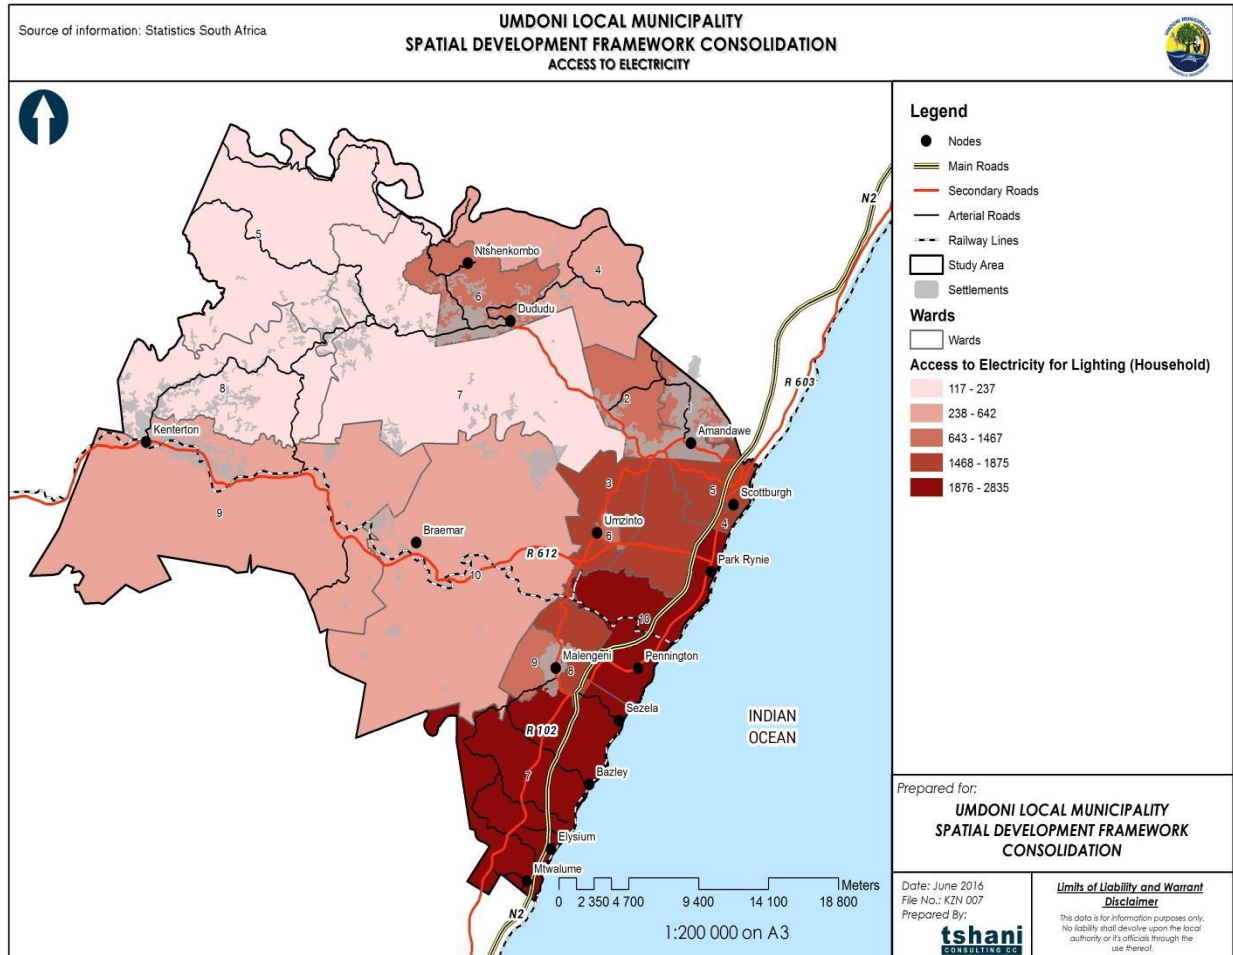 Source of information: Statistics South Africa
UMDONI LOCAL MUNICIPALITY
SPATIAL DEVELOPMENT FRAMEWORK CONSOLIDATION
ACCESS TO ELECTRICITY
Legend
Nodes
Main Roads
Secondary Roads
Arterial Roads
Railway Lines
Study Area
Settlements
Wards
Wards
Access to Electricity for Lighting (Household)
117 - 237
238 - 642
643 - 1467
1468 - 1875
1876 - 2835
N2
5
Ntshenkombo
4
6
Dududu
R 603
8
7
2
1
Kenterton
Amandawe
3
5
Scottburgh
9
Umzinto
4
Braemar
6
R 612
Park Rynie
10
10
Malengeni
Pennington
9
8
Sezela
INDIAN
OCEAN
R 102
7
Bazley
Elysium
Mtwalume
N2
Meters
0 2 350 4 700 9 400 14 100 18 800
1:200 000 on A3
Prepared for:
UMDONI LOCAL MUNICIPALITY
SPATIAL DEVELOPMENT FRAMEWORK
CONSOLIDATION
Date: June 2016
File No.: KZN 007
Prepared By:
tshani
CONSULTING CC
Limits of Liability and Warrant
Disclaimer
This data is for information purposes only.
No liability shall devolve upon the local
authority or it's officials through the
use thereof.